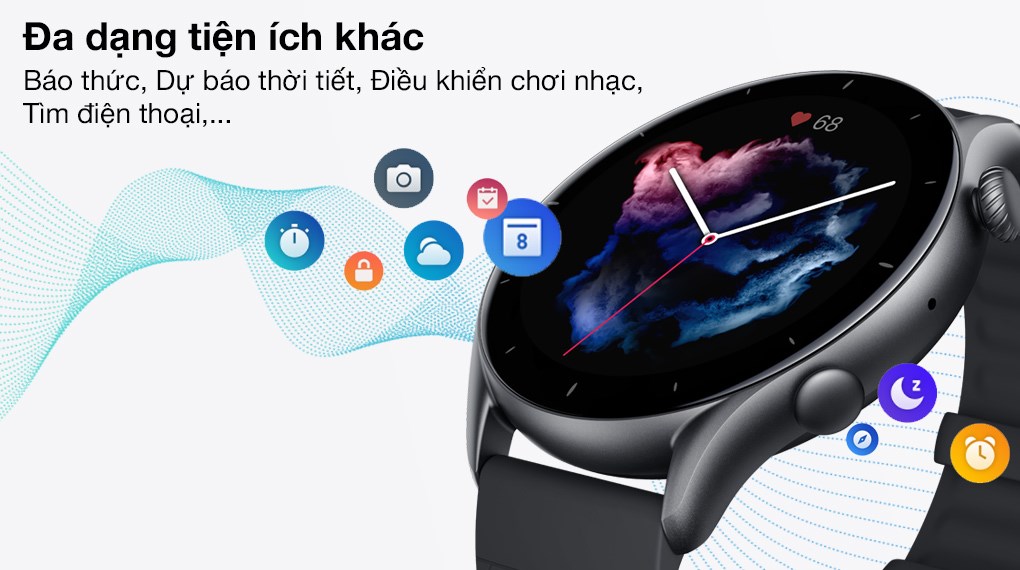 Đa dạng tiện ích khác
Báo thức, Dự báo thời tiết, Điều khiển chơi nhạc,
Tìm điện thoại,...
68
8
z